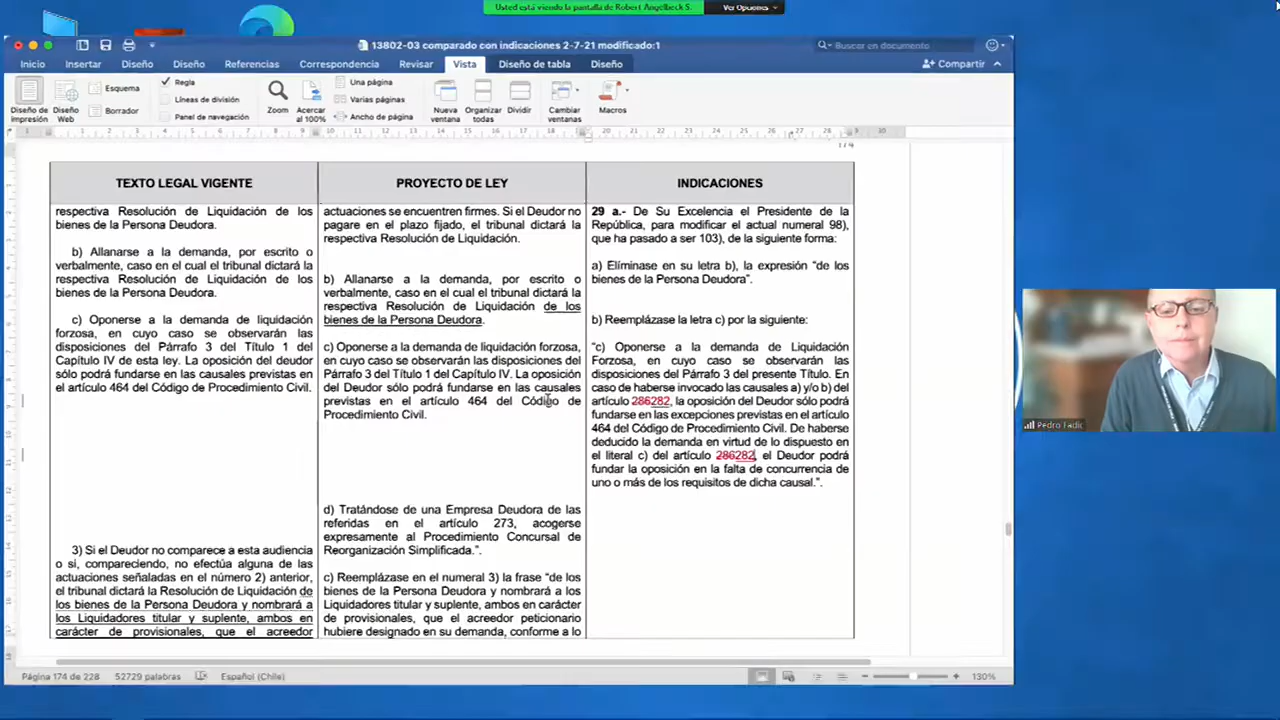 Usted está viendo la pantalla de Robert Angelbeck S.
Ver Opciones
13802-03 comparado con indicaciones 2-7-21 modificado:1
Buscar en documento
Inicio
Insertar
Diseño
Diseño
Referencias
Correspondencia
Revisar
Vista
Diseño de tabla
Diseño
Compartir
Diseño de impresión
Diseño Web
Esquema
Borrador
Regla
Líneas de división
Panel de navegación
Zoom
Acercar al 100%
Una página
Varias páginas
Ancho de página
Nueva ventana
Organizar todas
Dividir
Cambiar ventanas
Macros
174
TEXTO LEGAL VIGENTE
respectiva Resolución de Liquidación de los
bienes de la Persona Deudora.
b) Allanarse a la demanda, por escrito o
verbalmente, caso en el cual el tribunal dictará la
respectiva Resolución de Liquidación de los
bienes de la Persona Deudora.
c) Oponerse a la demanda de liquidación
forzosa, en cuyo caso se observarán las
disposiciones del Párrafo 3 del Título 1 del
Capítulo IV de esta ley. La oposición del deudor
sólo podrá fundarse en las causales previstas en
el artículo 464 del Código de Procedimiento Civil.
3) Si el Deudor no comparece a esta audiencia
o si, compareciendo, no efectúa alguna de las
actuaciones señaladas en el número 2) anterior,
el tribunal dictará la Resolución de Liquidación de
los bienes de la Persona Deudora y nombrará a
los Liquidadores titular y suplente, ambos en
carácter de provisionales, que el acreedor
PROYECTO DE LEY
actuaciones se encuentren firmes. Si el Deudor no
pagare en el plazo fijado, el tribunal dictará la
respectiva Resolución de Liquidación.
b) Allanarse a la demanda, por escrito o
verbalmente, caso en el cual el tribunal dictará la
respectiva Resolución de Liquidación de los
bienes de la Persona Deudora.
c) Oponerse a la demanda de liquidación forzosa,
en cuyo caso se observarán las disposiciones del
Párrafo 3 del Título 1 del Capítulo IV. La oposición
del Deudor sólo podrá fundarse en las causales
previstas en el artículo 464 del Código de
Procedimiento Civil.
d) Tratándose de una Empresa Deudora de las
referidas en el artículo 273, acogerse
expresamente al Procedimiento Concursal de
Reorganización Simplificada.".
c) Reemplázase en el numeral 3) la frase "de los
bienes de la Persona Deudora y nombrará a los
Liquidadores titular y suplente, ambos en carácter
de provisionales, que el acreedor peticionario
hubiere designado en su demanda, conforme a lo
INDICACIONES
29 a.- De Su Excelencia el Presidente de la
República, para modificar el actual numeral 98),
que ha pasado a ser 103), de la siguiente forma:
a) Elimínase en su letra b), la expresión "de los
bienes de la Persona Deudora".
b) Reemplázase la letra c) por la siguiente:
"c) Oponerse a la demanda de Liquidación
Forzosa, en cuyo caso se observarán las
disposiciones del Párrafo 3 del presente Título. En
caso de haberse invocado las causales a) y/o b) del
artículo 286282, la oposición del Deudor sólo podrá
fundarse en las excepciones previstas en el artículo
464 del Código de Procedimiento Civil. De haberse
deducido la demanda en virtud de lo dispuesto en
el literal c) del artículo 286282, el Deudor podrá
fundar la oposición en la falta de concurrencia de
uno o más de los requisitos de dicha causal.".
Pedro Fadic
Página 174 de 228
52729 palabras
Español (Chile)
130%